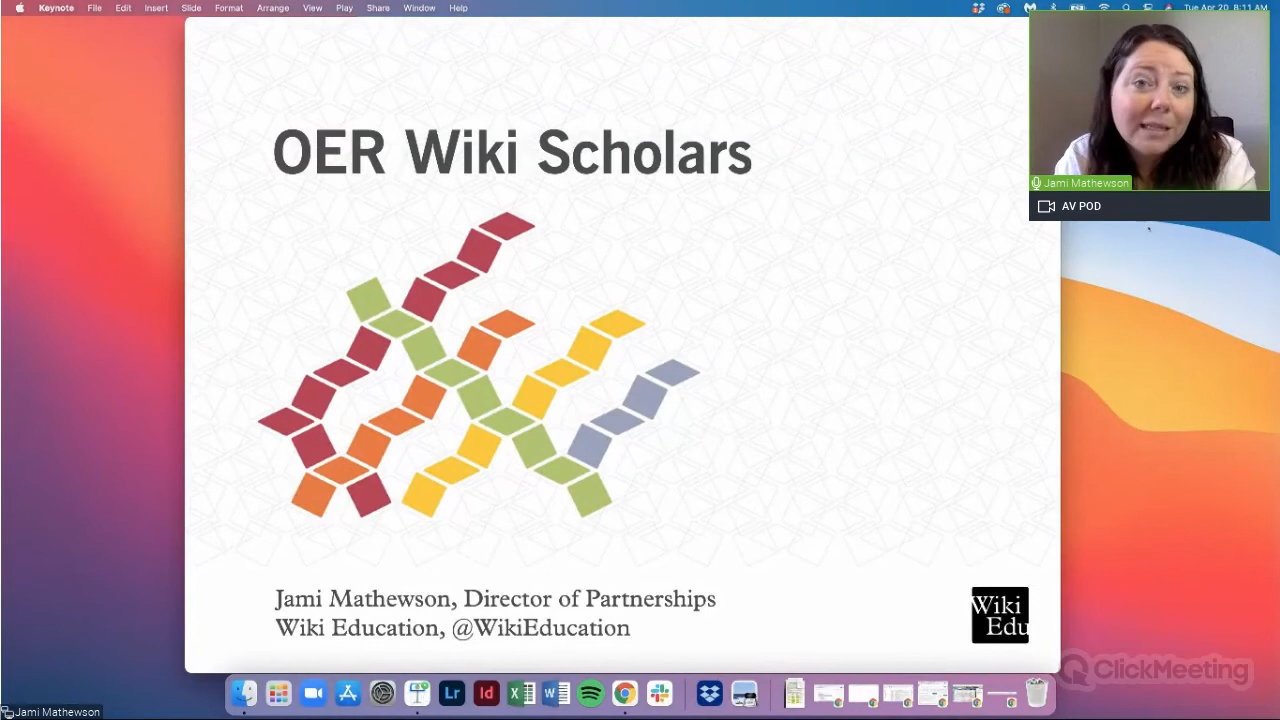 Keynote File Edit Insert Slide Format Arrange View Play Share Window Help
Tue Apr 20 8:11 AM
Jami Mathewson
AV POD
OER Wiki Scholars
Jami Mathewson, Director of Partnerships
Wiki Education, @WikiEducation
Wiki
Edu
ClickMeeting
Lr Id X W
Jami Mathewson